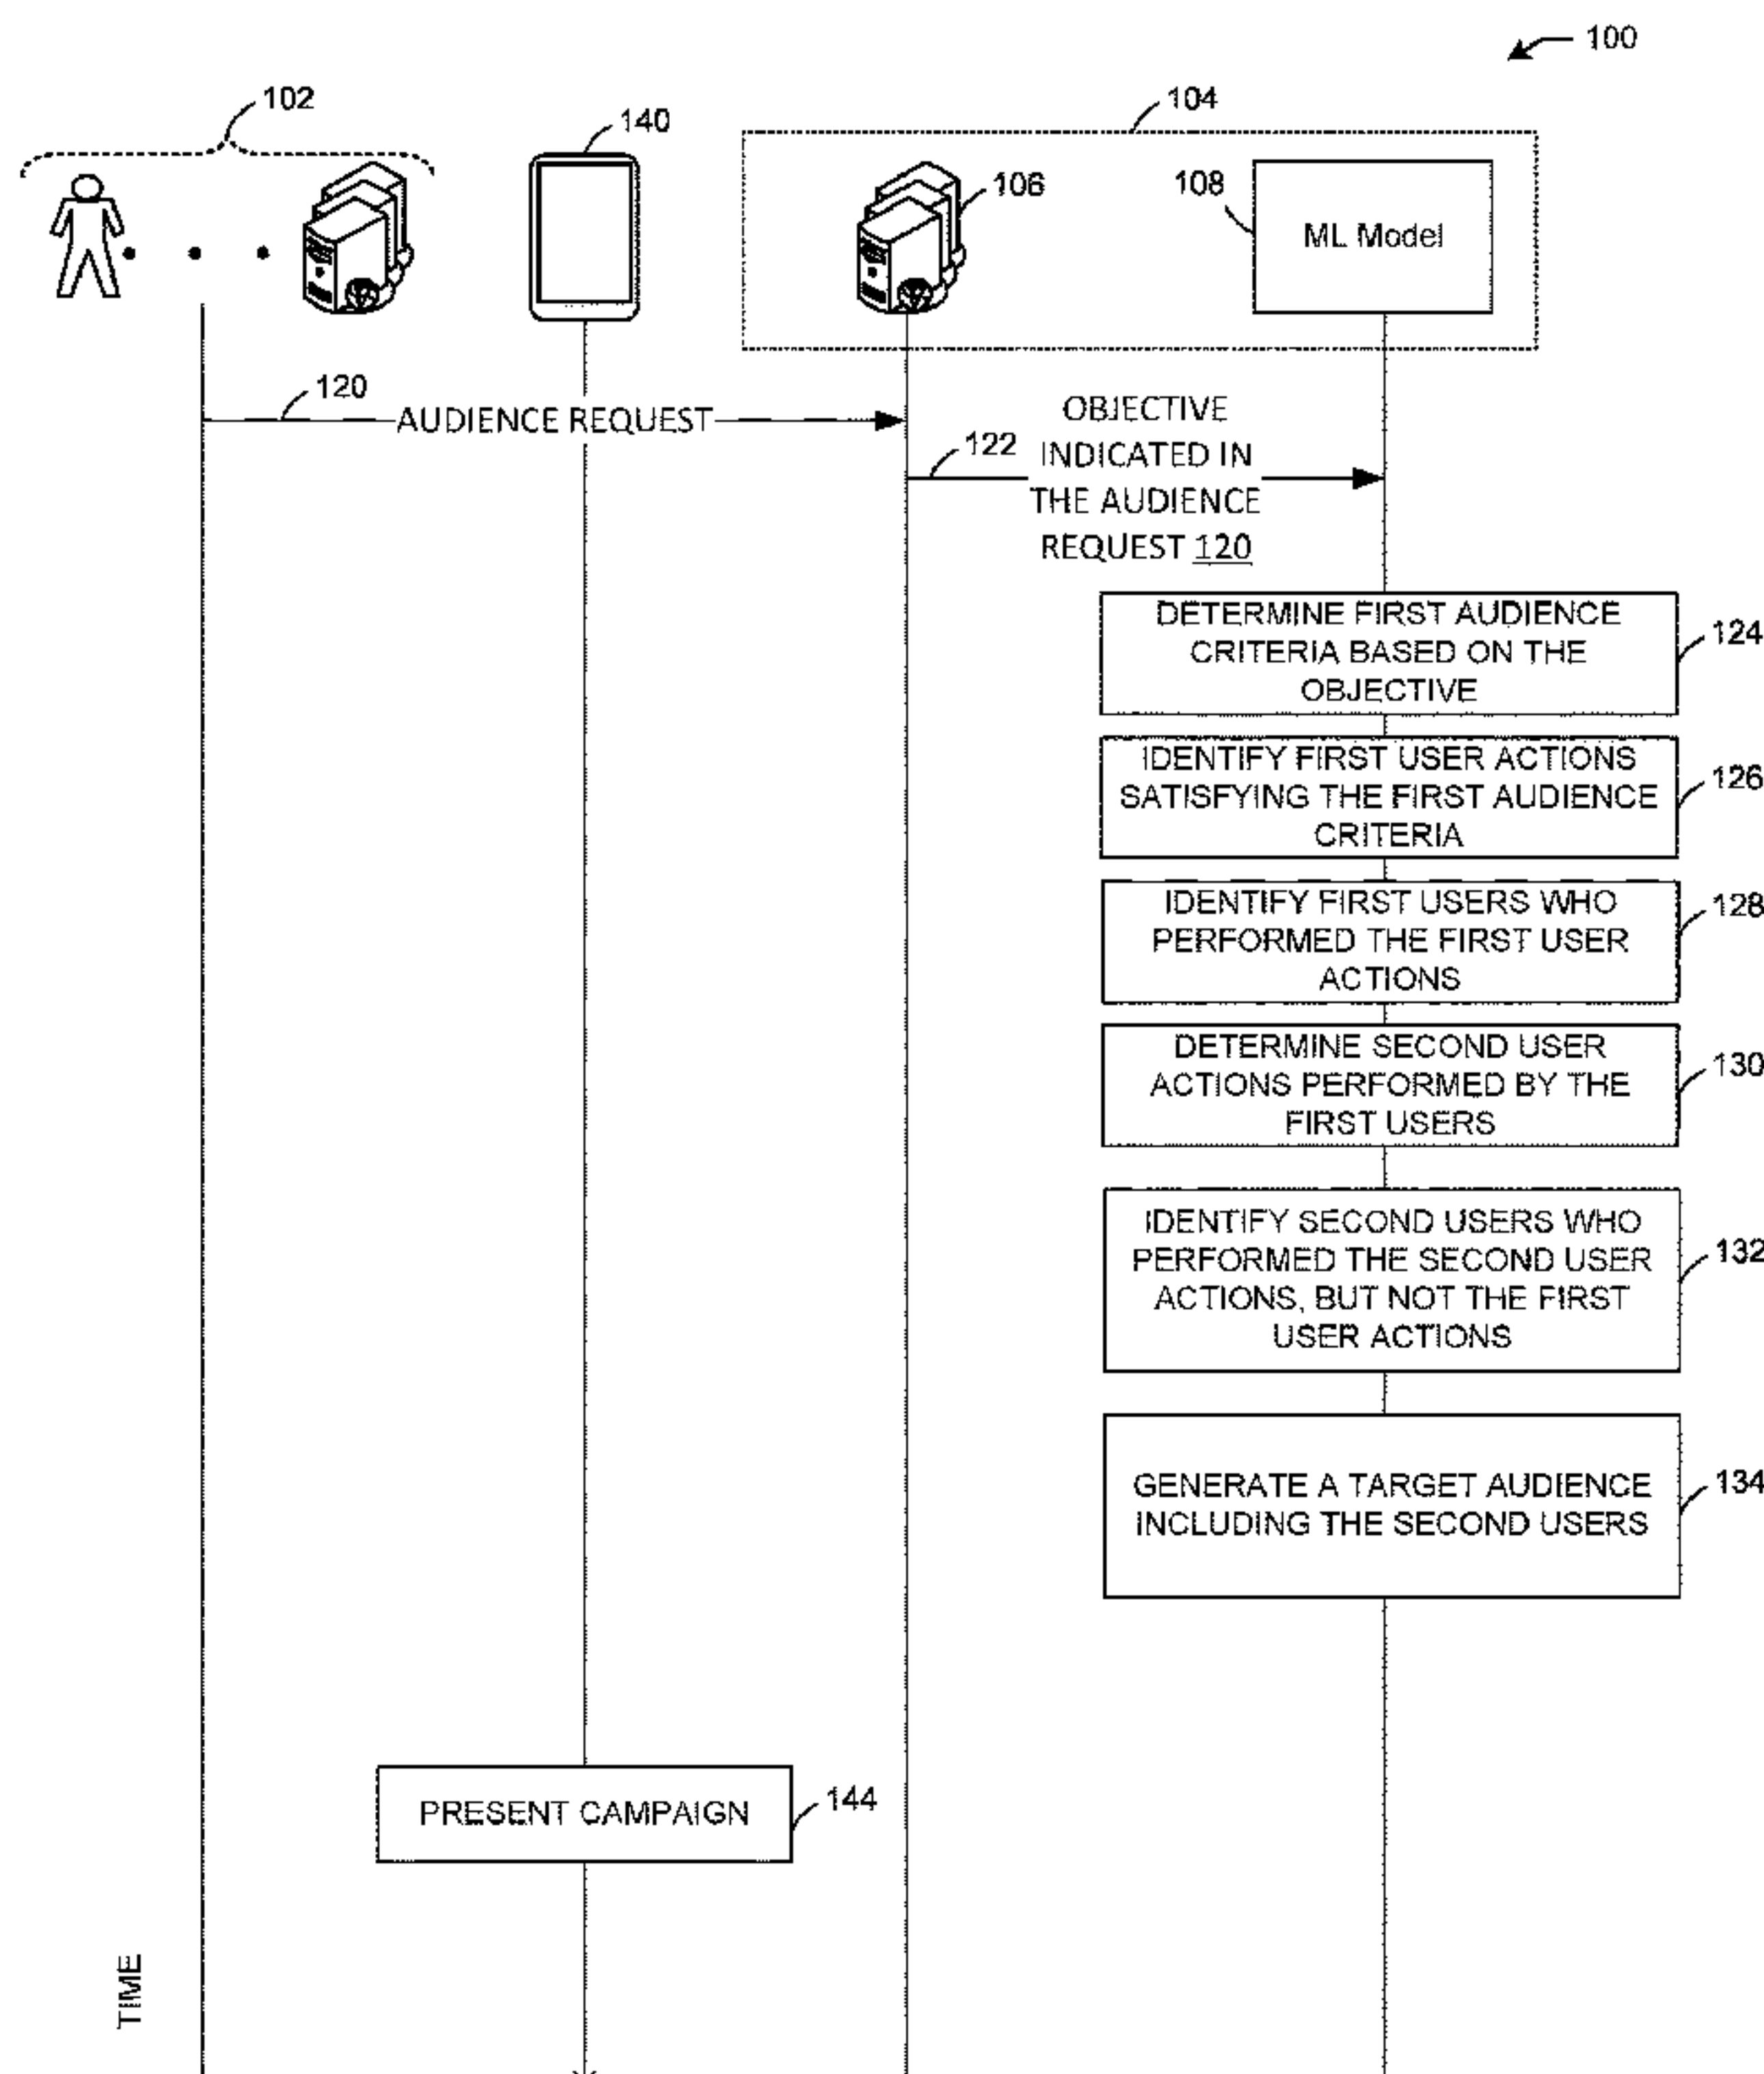 100
102
140
104
106
108
ML Model
120
AUDIENCE REQUEST
122
OBJECTIVE
INDICATED IN
THE AUDIENCE
REQUEST 120
DETERMINE FIRST AUDIENCE
CRITERIA BASED ON THE
OBJECTIVE
124
IDENTIFY FIRST USER ACTIONS
SATISFYING THE FIRST AUDIENCE
CRITERIA
126
IDENTIFY FIRST USERS WHO
PERFORMED THE FIRST USER
ACTIONS
128
DETERMINE SECOND USER
ACTIONS PERFORMED BY THE
FIRST USERS
130
IDENTIFY SECOND USERS WHO
PERFORMED THE SECOND USER
ACTIONS, BUT NOT THE FIRST
USER ACTIONS
132
GENERATE A TARGET AUDIENCE
INCLUDING THE SECOND USERS
134
PRESENT CAMPAIGN
144
TIME